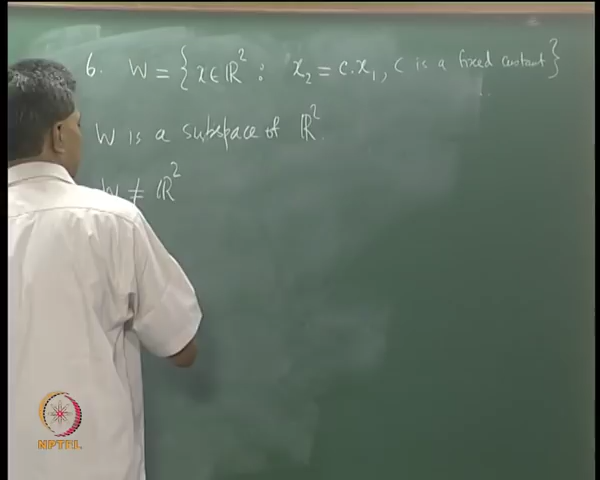 6. W = { x ∈ ℝ² : x₂ = c.x₁, c is a fixed constant }
W is a subspace of ℝ².
W ≠ ℝ²
NPTEL